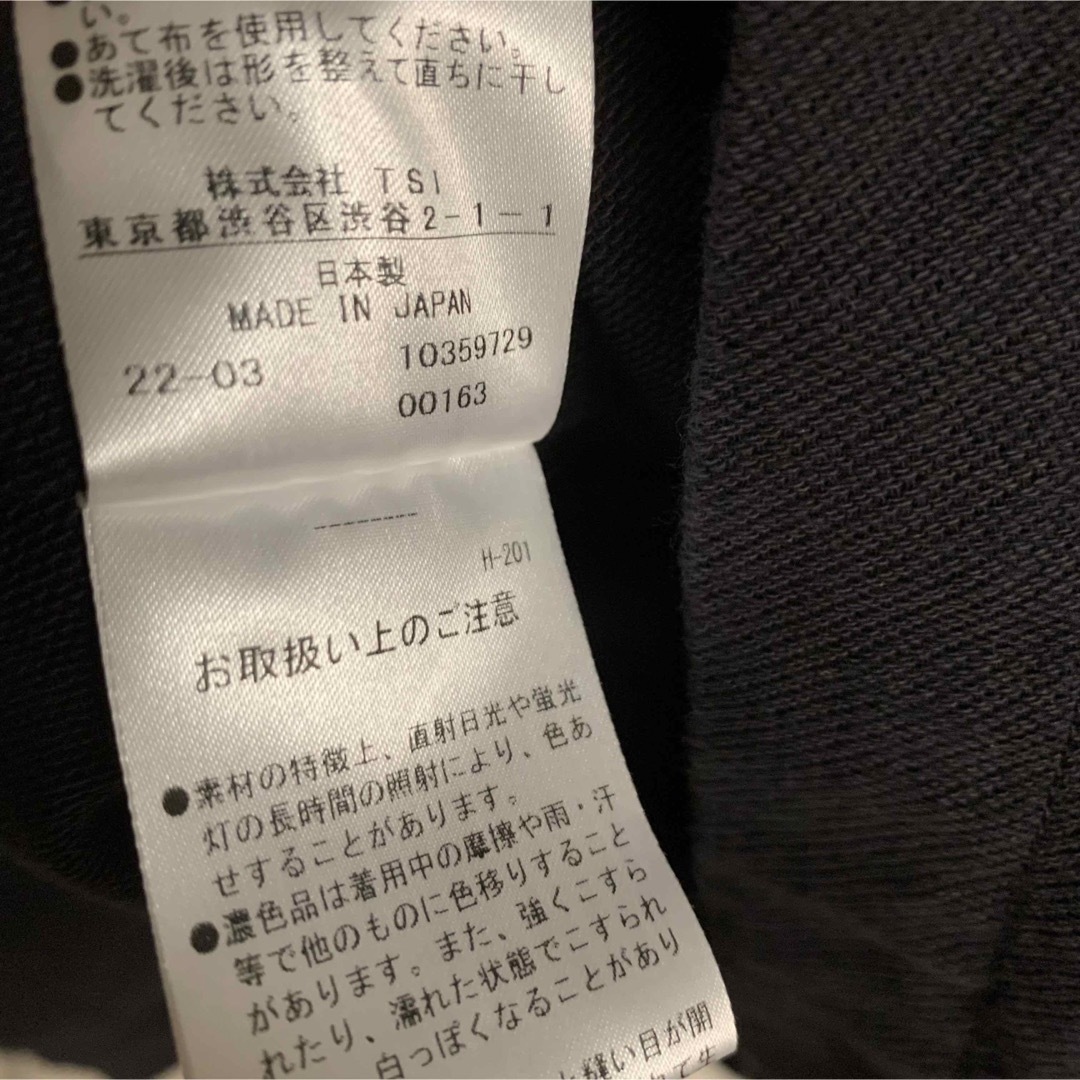 い。
●あて布を使用してください。
●洗濯後は形を整えて直ちに干し
てください。
株式会社 TSI
東京都渋谷区渋谷2-1-1
日本製
MADE IN JAPAN
22-03 10359729
00163
--------
H-201
お取扱い上のご注意
●素材の特徴上、直射日光や蛍光
灯の長時間の照射により、色あ
せすることがあります。
●濃色品は着用中の摩擦や雨・汗
等で他のものに色移りすること
があります。また、強くこすら
れたり、濡れた状態でこすられ
白っぽくなることがあり
と縫い目が開